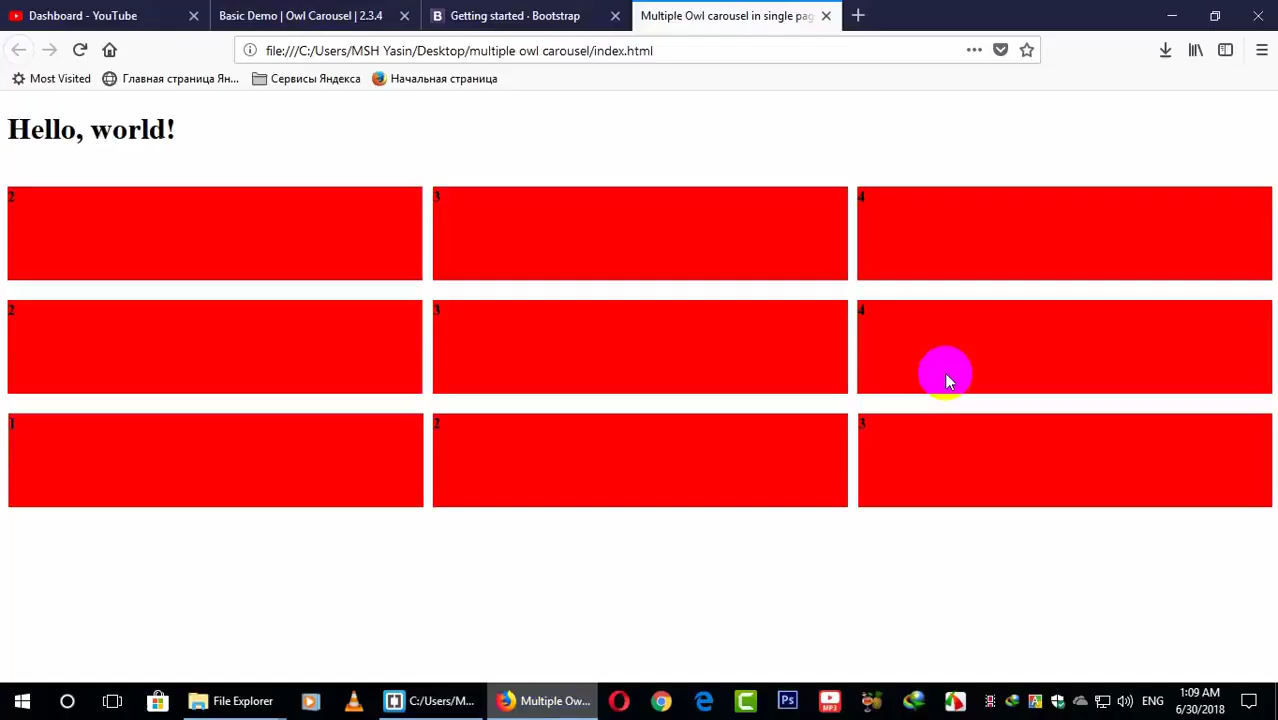 Dashboard - YouTube
Basic Demo | Owl Carousel | 2.3.4
Getting started · Bootstrap
Multiple Owl carousel in single pag
file:///C:/Users/MSH Yasin/Desktop/multiple owl carousel/index.html
Most Visited
Главная страница Ян...
Сервисы Яндекса
Начальная страница
Hello, world!
2 3 4
2 3 4
1 2 3
File Explorer
C:/Users/M...
Multiple Ow...
Ps
MP3
ENG
1:09 AM
6/30/2018